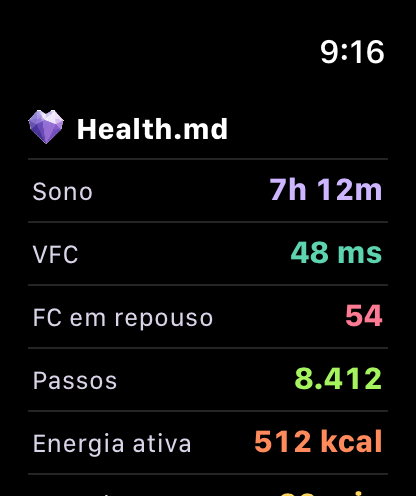 9:16
Health.md
Sono 7h 12m
VFC 48 ms
FC em repouso 54
Passos 8.412
Energia ativa 512 kcal